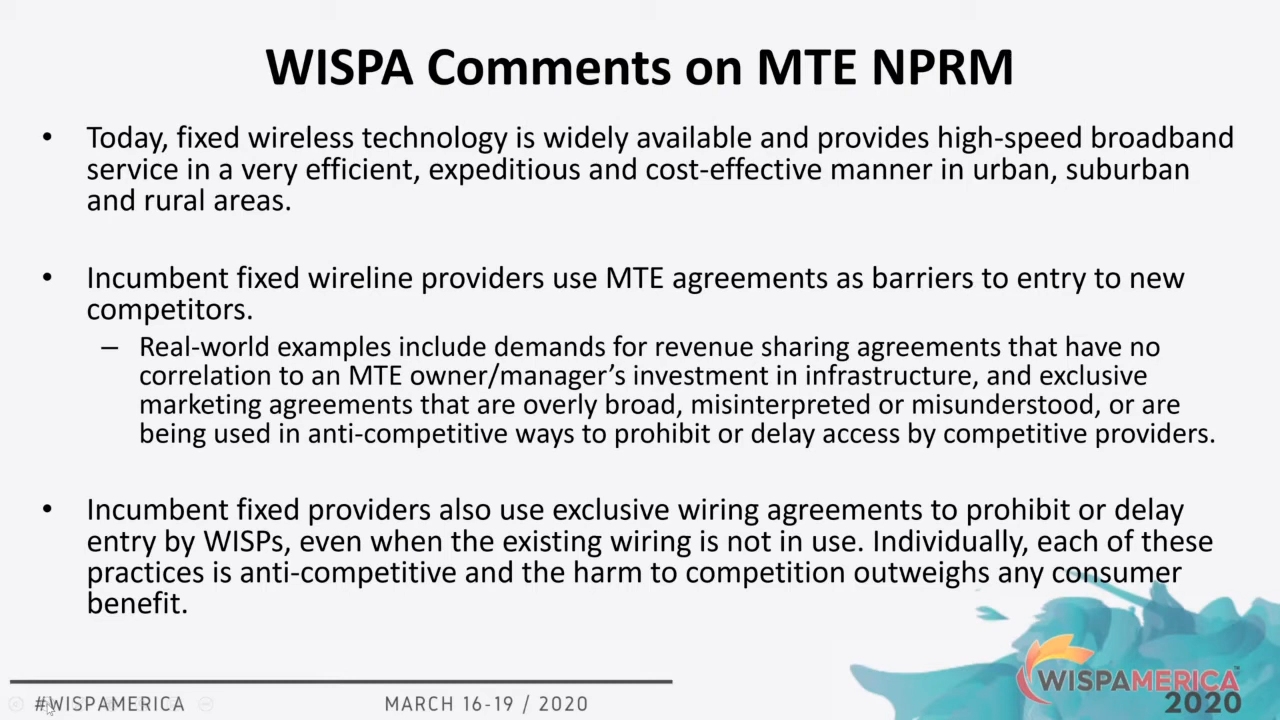 WISPA Comments on MTE NPRM
• Today, fixed wireless technology is widely available and provides high-speed broadband
service in a very efficient, expeditious and cost-effective manner in urban, suburban
and rural areas.
• Incumbent fixed wireline providers use MTE agreements as barriers to entry to new
competitors.
– Real-world examples include demands for revenue sharing agreements that have no
correlation to an MTE owner/manager’s investment in infrastructure, and exclusive
marketing agreements that are overly broad, misinterpreted or misunderstood, or are
being used in anti-competitive ways to prohibit or delay access by competitive providers.
• Incumbent fixed providers also use exclusive wiring agreements to prohibit or delay
entry by WISPs, even when the existing wiring is not in use. Individually, each of these
practices is anti-competitive and the harm to competition outweighs any consumer
benefit.
#WISPAMERICA
MARCH 16-19 / 2020
WISPAMERICA™
2020